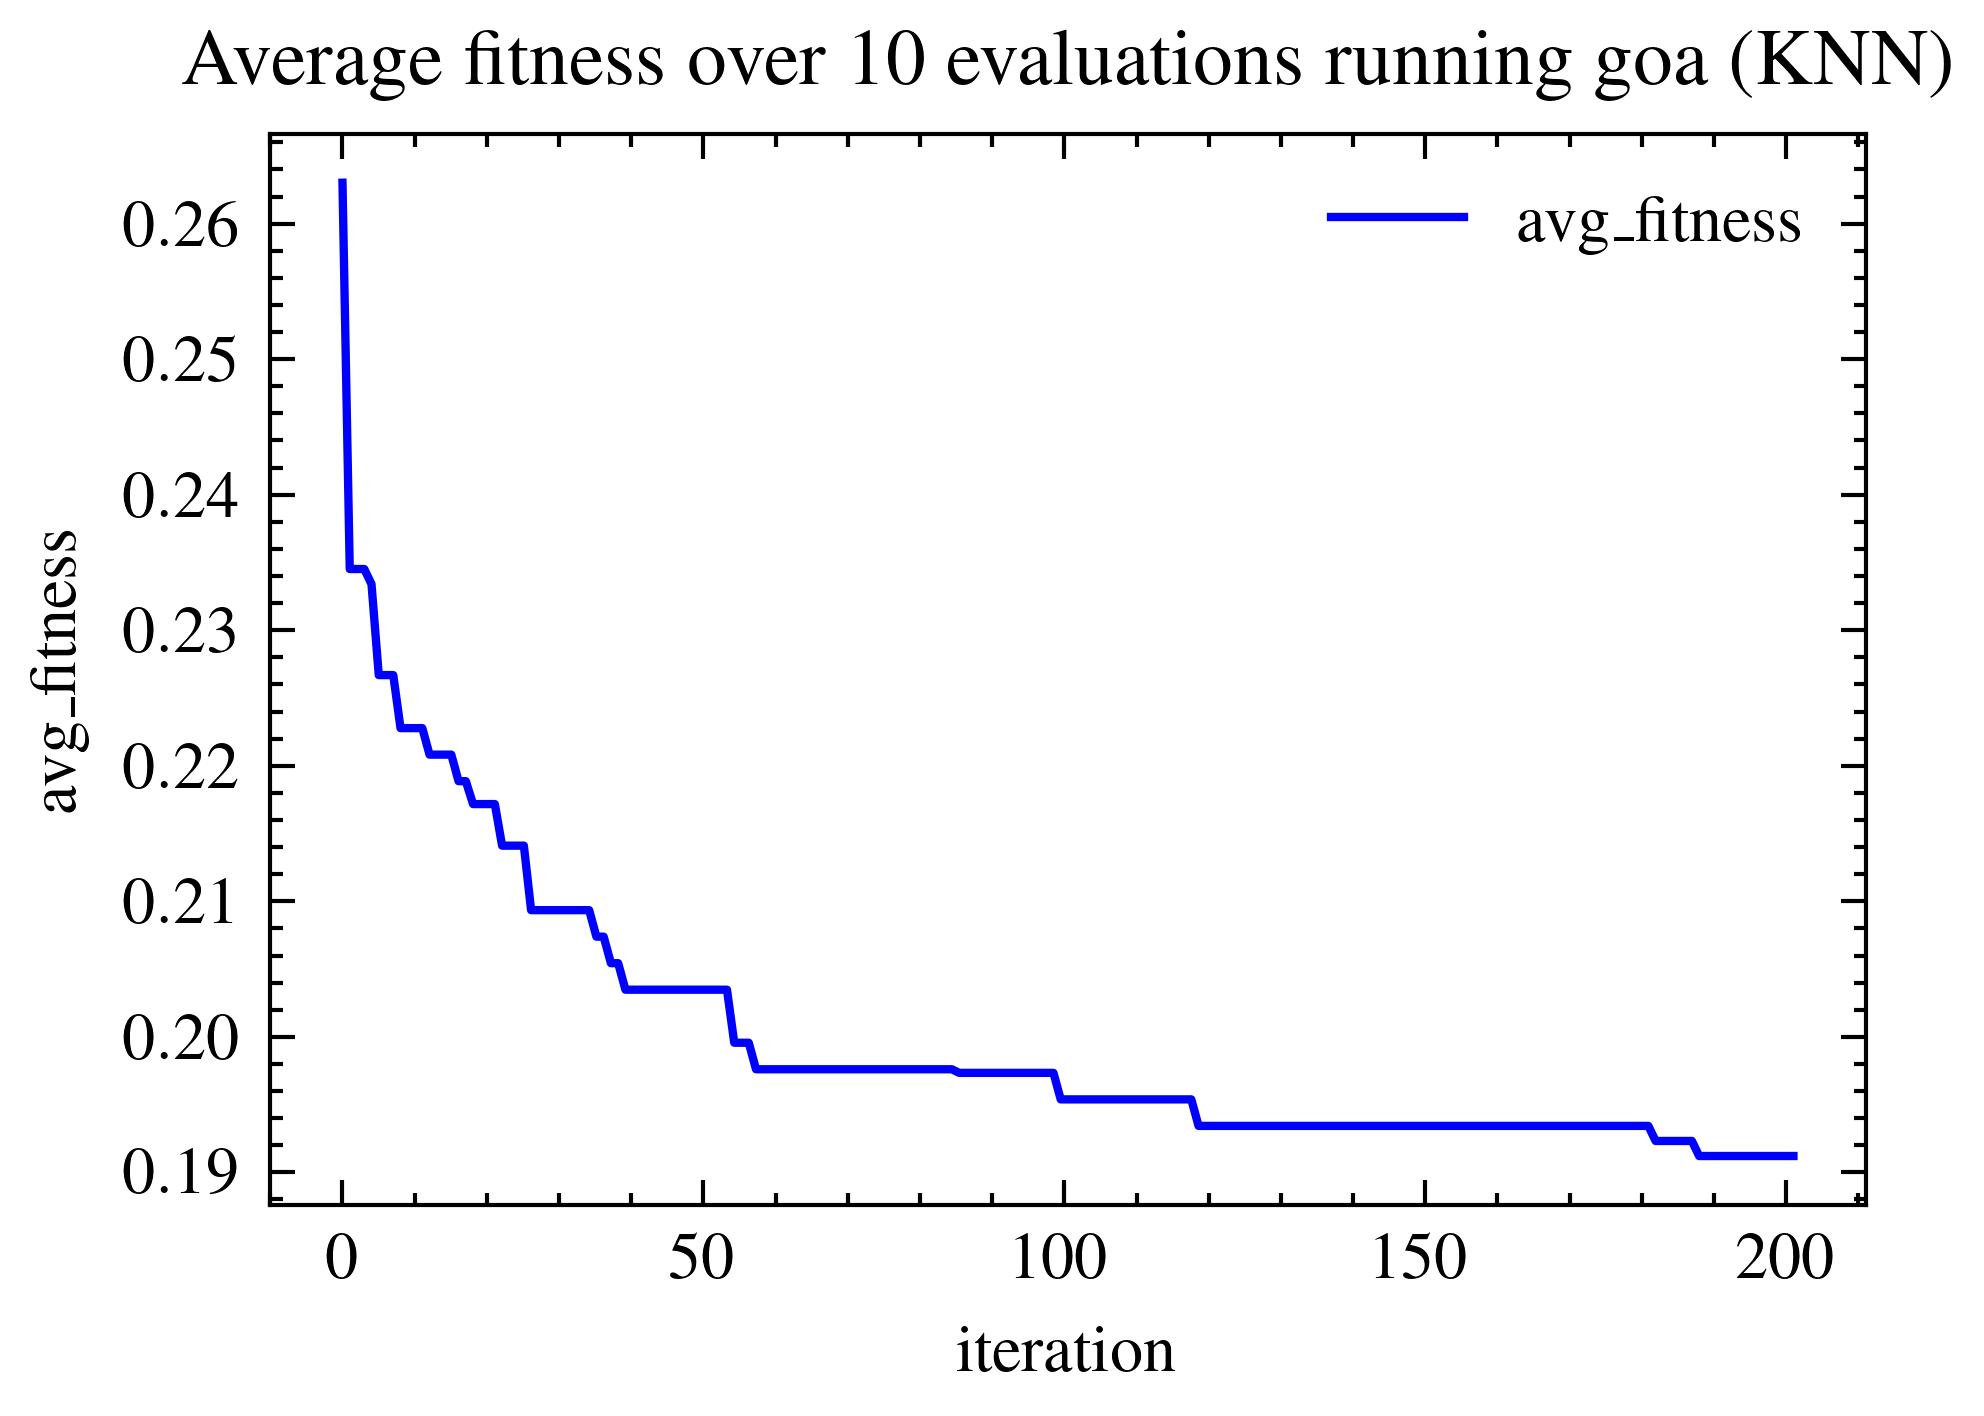 Average fitness over 10 evaluations running goa (KNN)
avg_fitness
0.26
0.25
0.24
0.23
0.22
0.21
0.20
0.19
avg_fitness
0 50 100 150 200
iteration